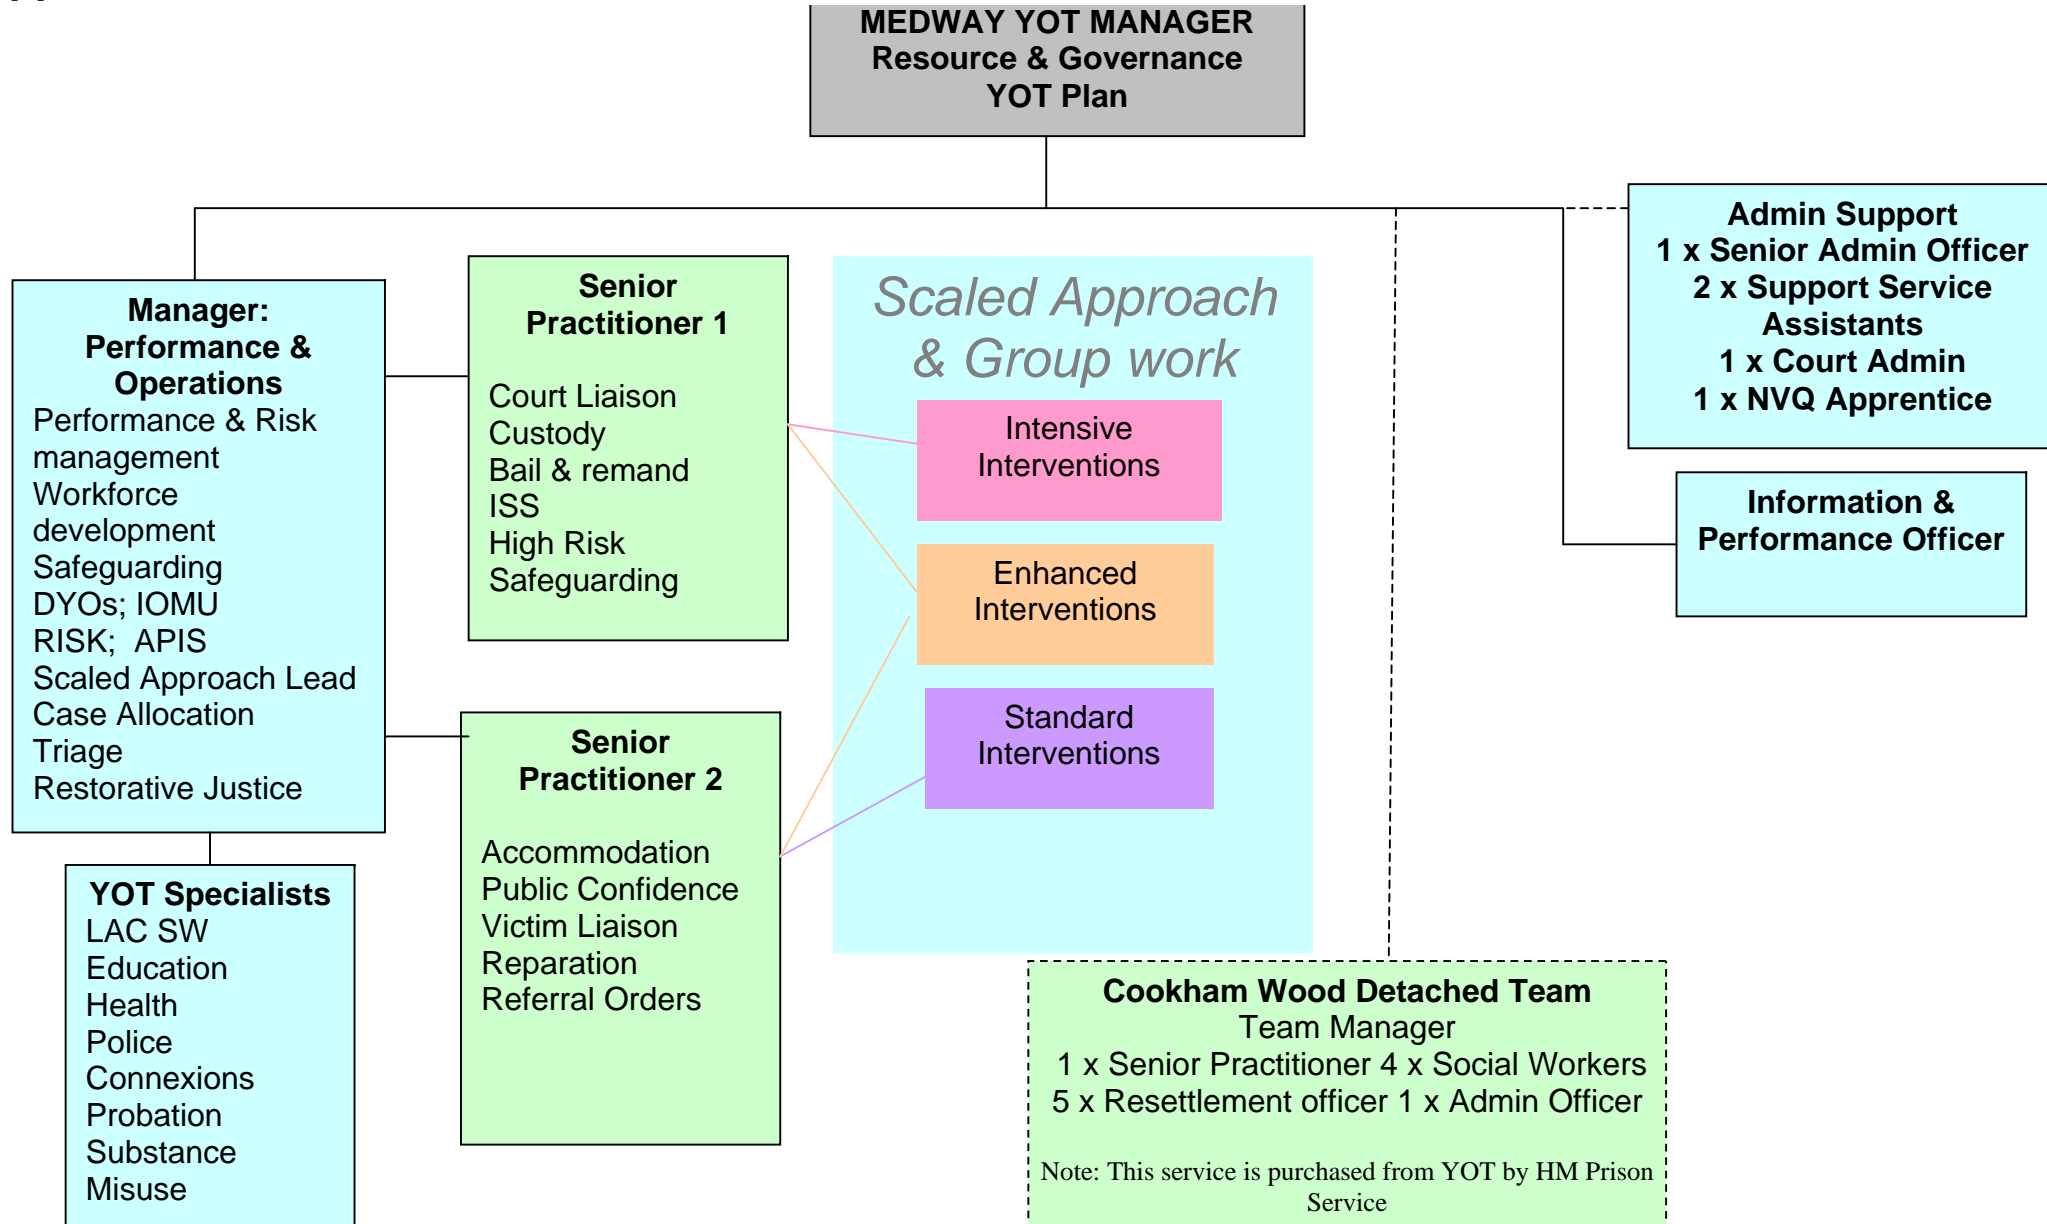 MEDWAY YOT MANAGER
Resource & Governance
YOT Plan
Admin Support
1 x Senior Admin Officer
2 x Support Service
Assistants
1 x Court Admin
1 x NVQ Apprentice
Information &
Performance Officer
Manager:
Performance &
Operations
Performance & Risk
management
Workforce
development
Safeguarding
DYOs; IOMU
RISK; APIS
Scaled Approach Lead
Case Allocation
Triage
Restorative Justice
YOT Specialists
LAC SW
Education
Health
Police
Connexions
Probation
Substance
Misuse
Senior
Practitioner 1
Court Liaison
Custody
Bail & remand
ISS
High Risk
Safeguarding
Senior
Practitioner 2
Accommodation
Public Confidence
Victim Liaison
Reparation
Referral Orders
Scaled Approach
& Group work
Intensive
Interventions
Enhanced
Interventions
Standard
Interventions
Cookham Wood Detached Team
Team Manager
1 x Senior Practitioner 4 x Social Workers
5 x Resettlement officer 1 x Admin Officer
Note: This service is purchased from YOT by HM Prison
Service